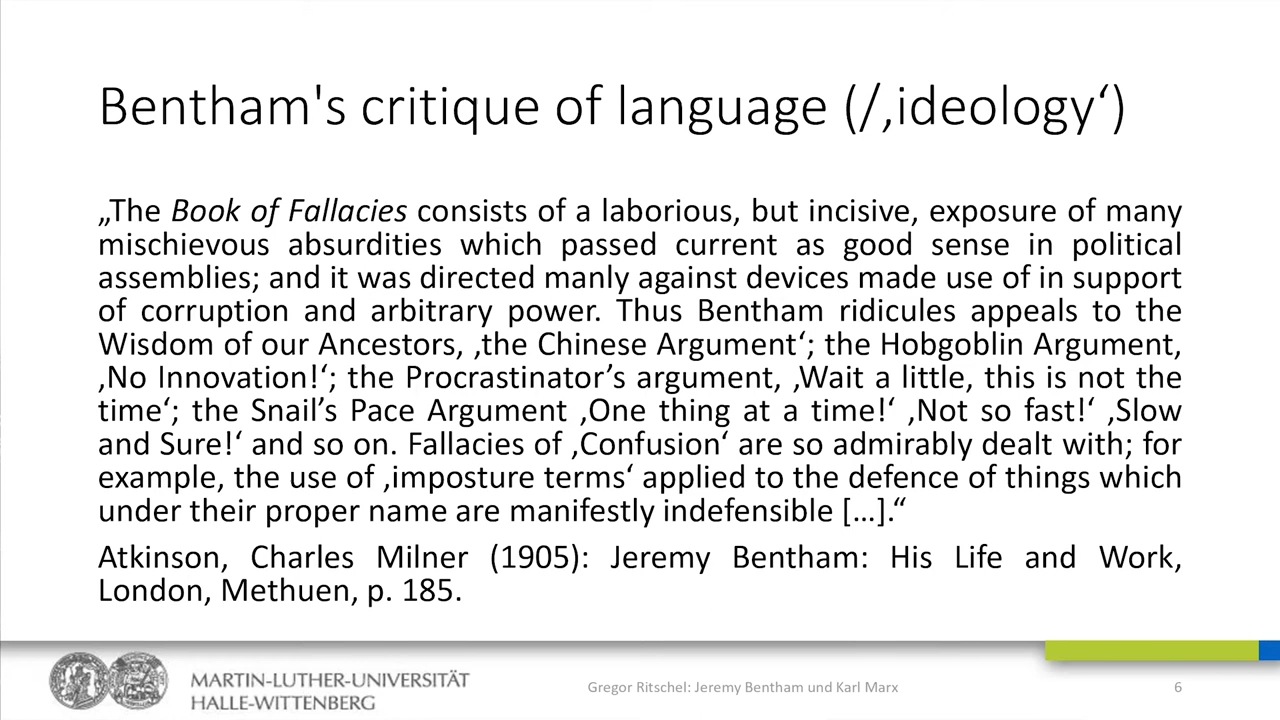 Bentham's critique of language (/‚ideology‘)
„The Book of Fallacies consists of a laborious, but incisive, exposure of many
mischievous absurdities which passed current as good sense in political
assemblies; and it was directed manly against devices made use of in support
of corruption and arbitrary power. Thus Bentham ridicules appeals to the
Wisdom of our Ancestors, ‚the Chinese Argument‘; the Hobgoblin Argument,
‚No Innovation!‘; the Procrastinator’s argument, ‚Wait a little, this is not the
time‘; the Snail’s Pace Argument ‚One thing at a time!‘ ‚Not so fast!‘ ‚Slow
and Sure!‘ and so on. Fallacies of ‚Confusion‘ are so admirably dealt with; for
example, the use of ‚imposture terms‘ applied to the defence of things which
under their proper name are manifestly indefensible […].“
Atkinson, Charles Milner (1905): Jeremy Bentham: His Life and Work,
London, Methuen, p. 185.
MARTIN-LUTHER-UNIVERSITÄT
HALLE-WITTENBERG
Gregor Ritschel: Jeremy Bentham und Karl Marx
6